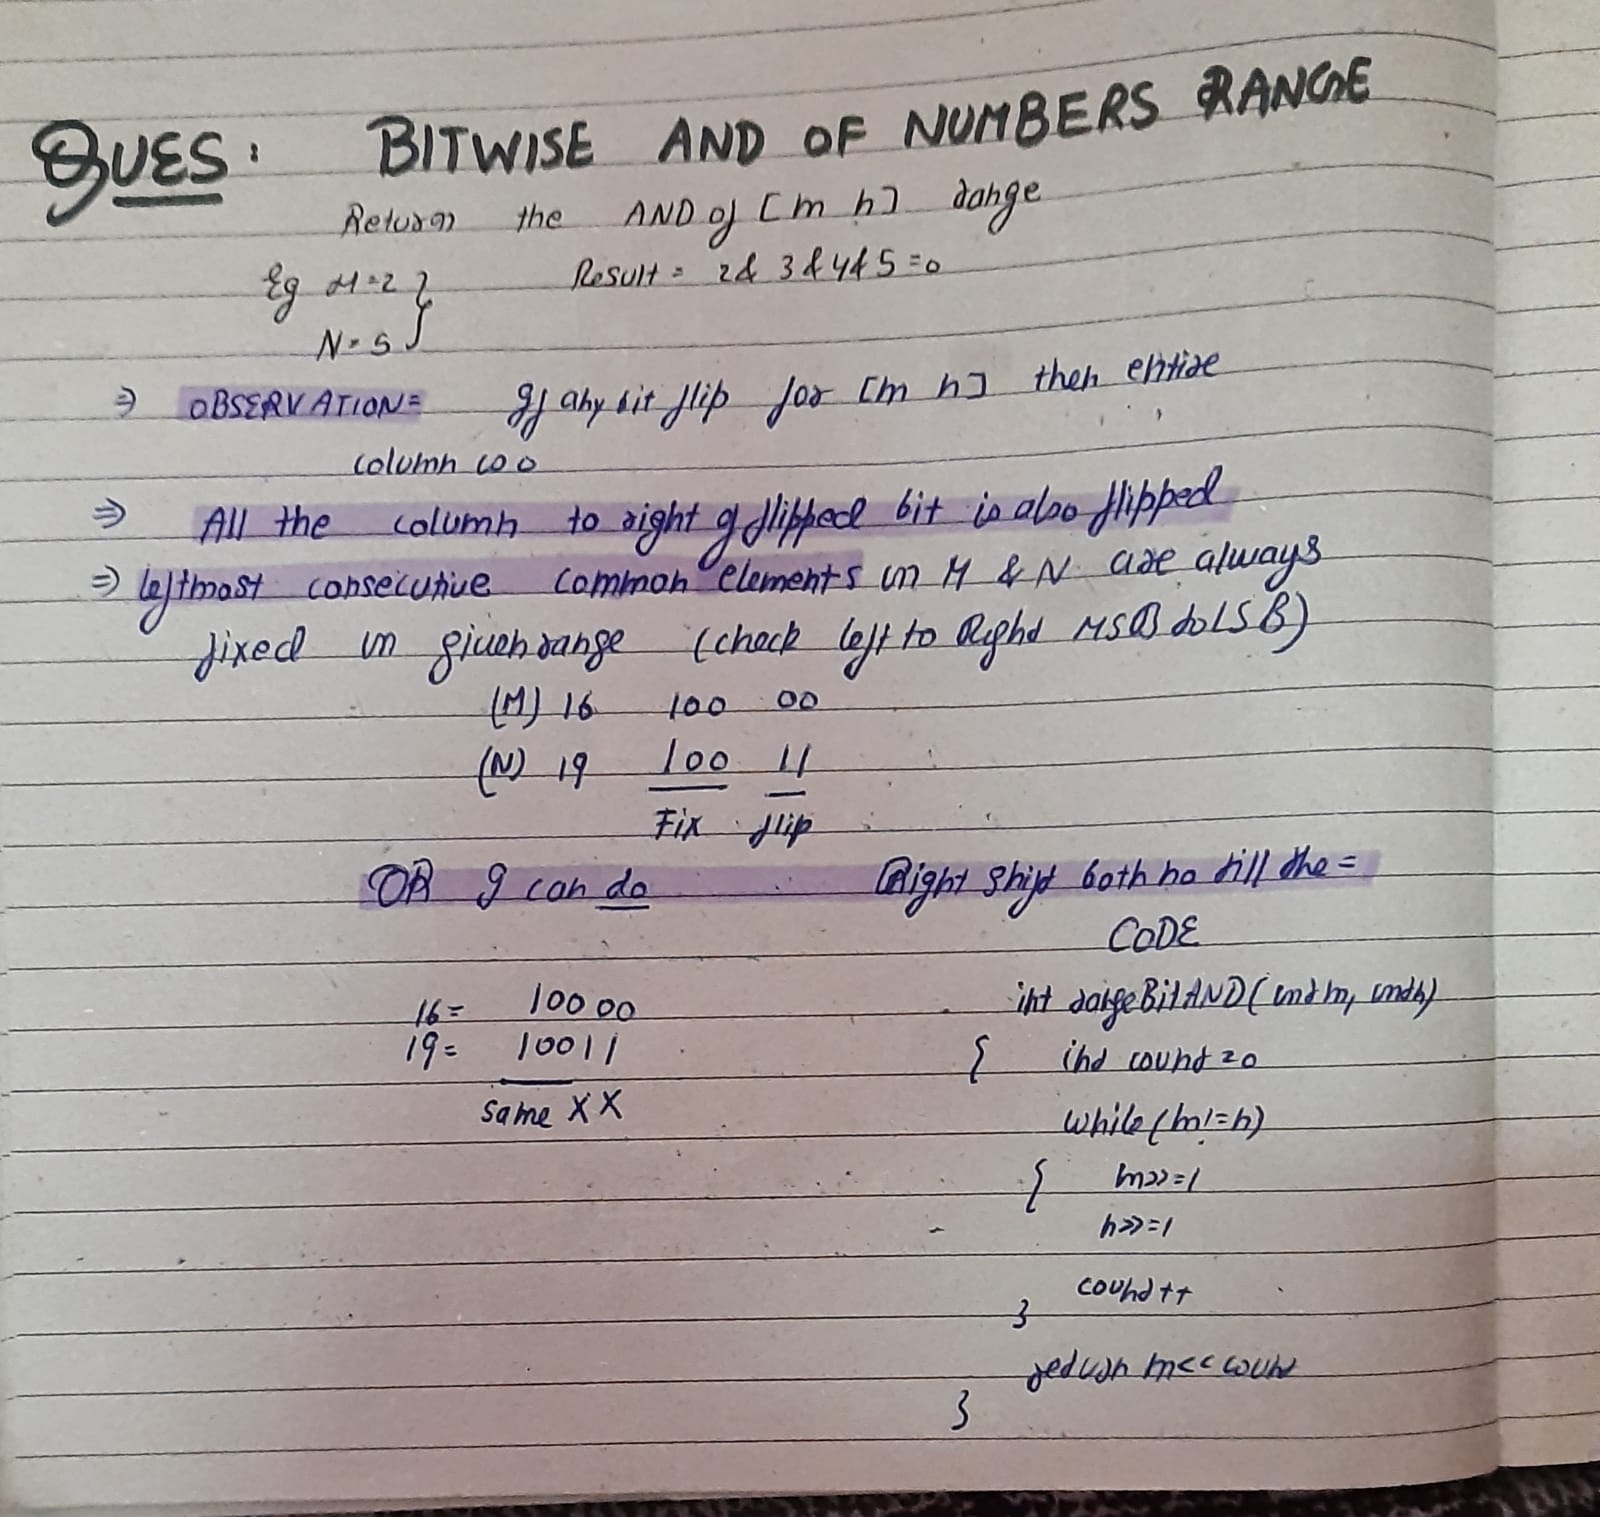 QUES: BITWISE AND OF NUMBERS RANGE
Return the AND of [m n] range
Eg M=2 } Result = 2 & 3 & 4 & 5 = 0
N=5
⇒ OBSERVATION= If any bit flip for [m n] then entire
column is 0
⇒ All the column to right of flipped bit is also flipped
⇒ leftmost consecutive common elements in M & N are always
fixed in given range (check left to Right MSB to LSB)
(M) 16 100 00
(N) 19 100 11
Fix flip
OR I can do Right Shift both no till the =
CODE
16= 10000 int rangeBitAND(int m, int n)
19= 10011 { int count=0
same X X while(m!=n)
{ m>>=1
n>>=1
count++
}
return m<<count
}